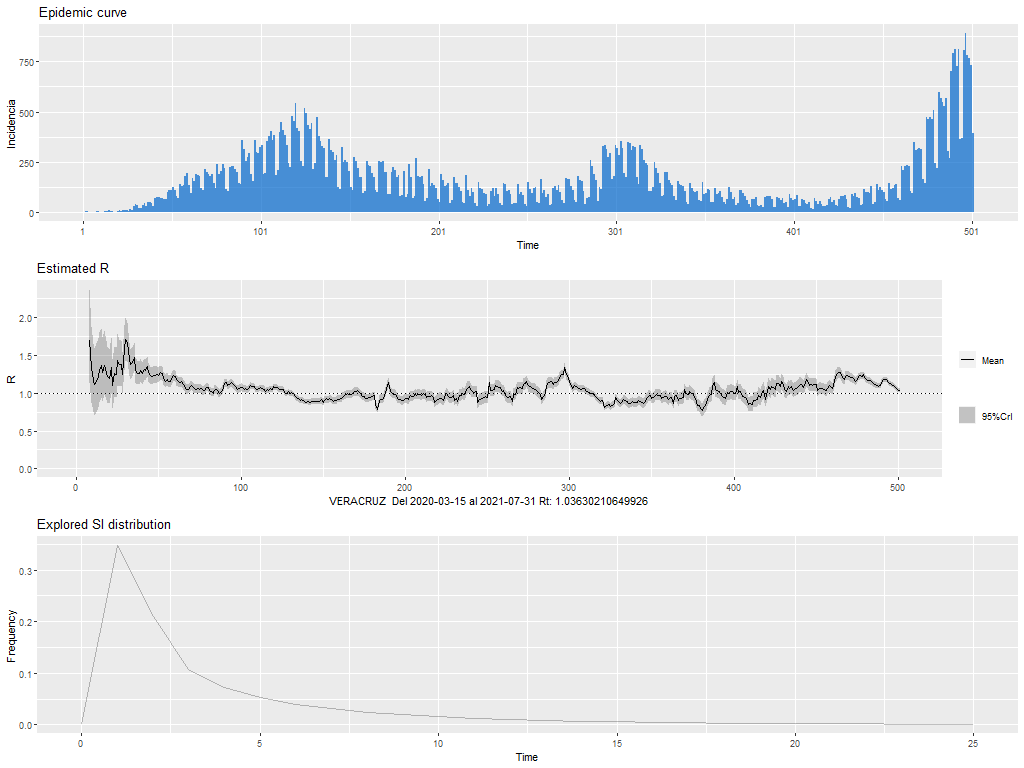 Epidemic curve
Incidencia
750
500
250
0
1
101
201
301
401
501
Time
Estimated R
R
2.0
1.5
1.0
0.5
0.0
Mean
95%CrI
0
100
200
300
400
500
VERACRUZ Del 2020-03-15 al 2021-07-31 Rt: 1.03630210649926
Explored SI distribution
Frequency
0.3
0.2
0.1
0.0
0
5
10
15
20
25
Time